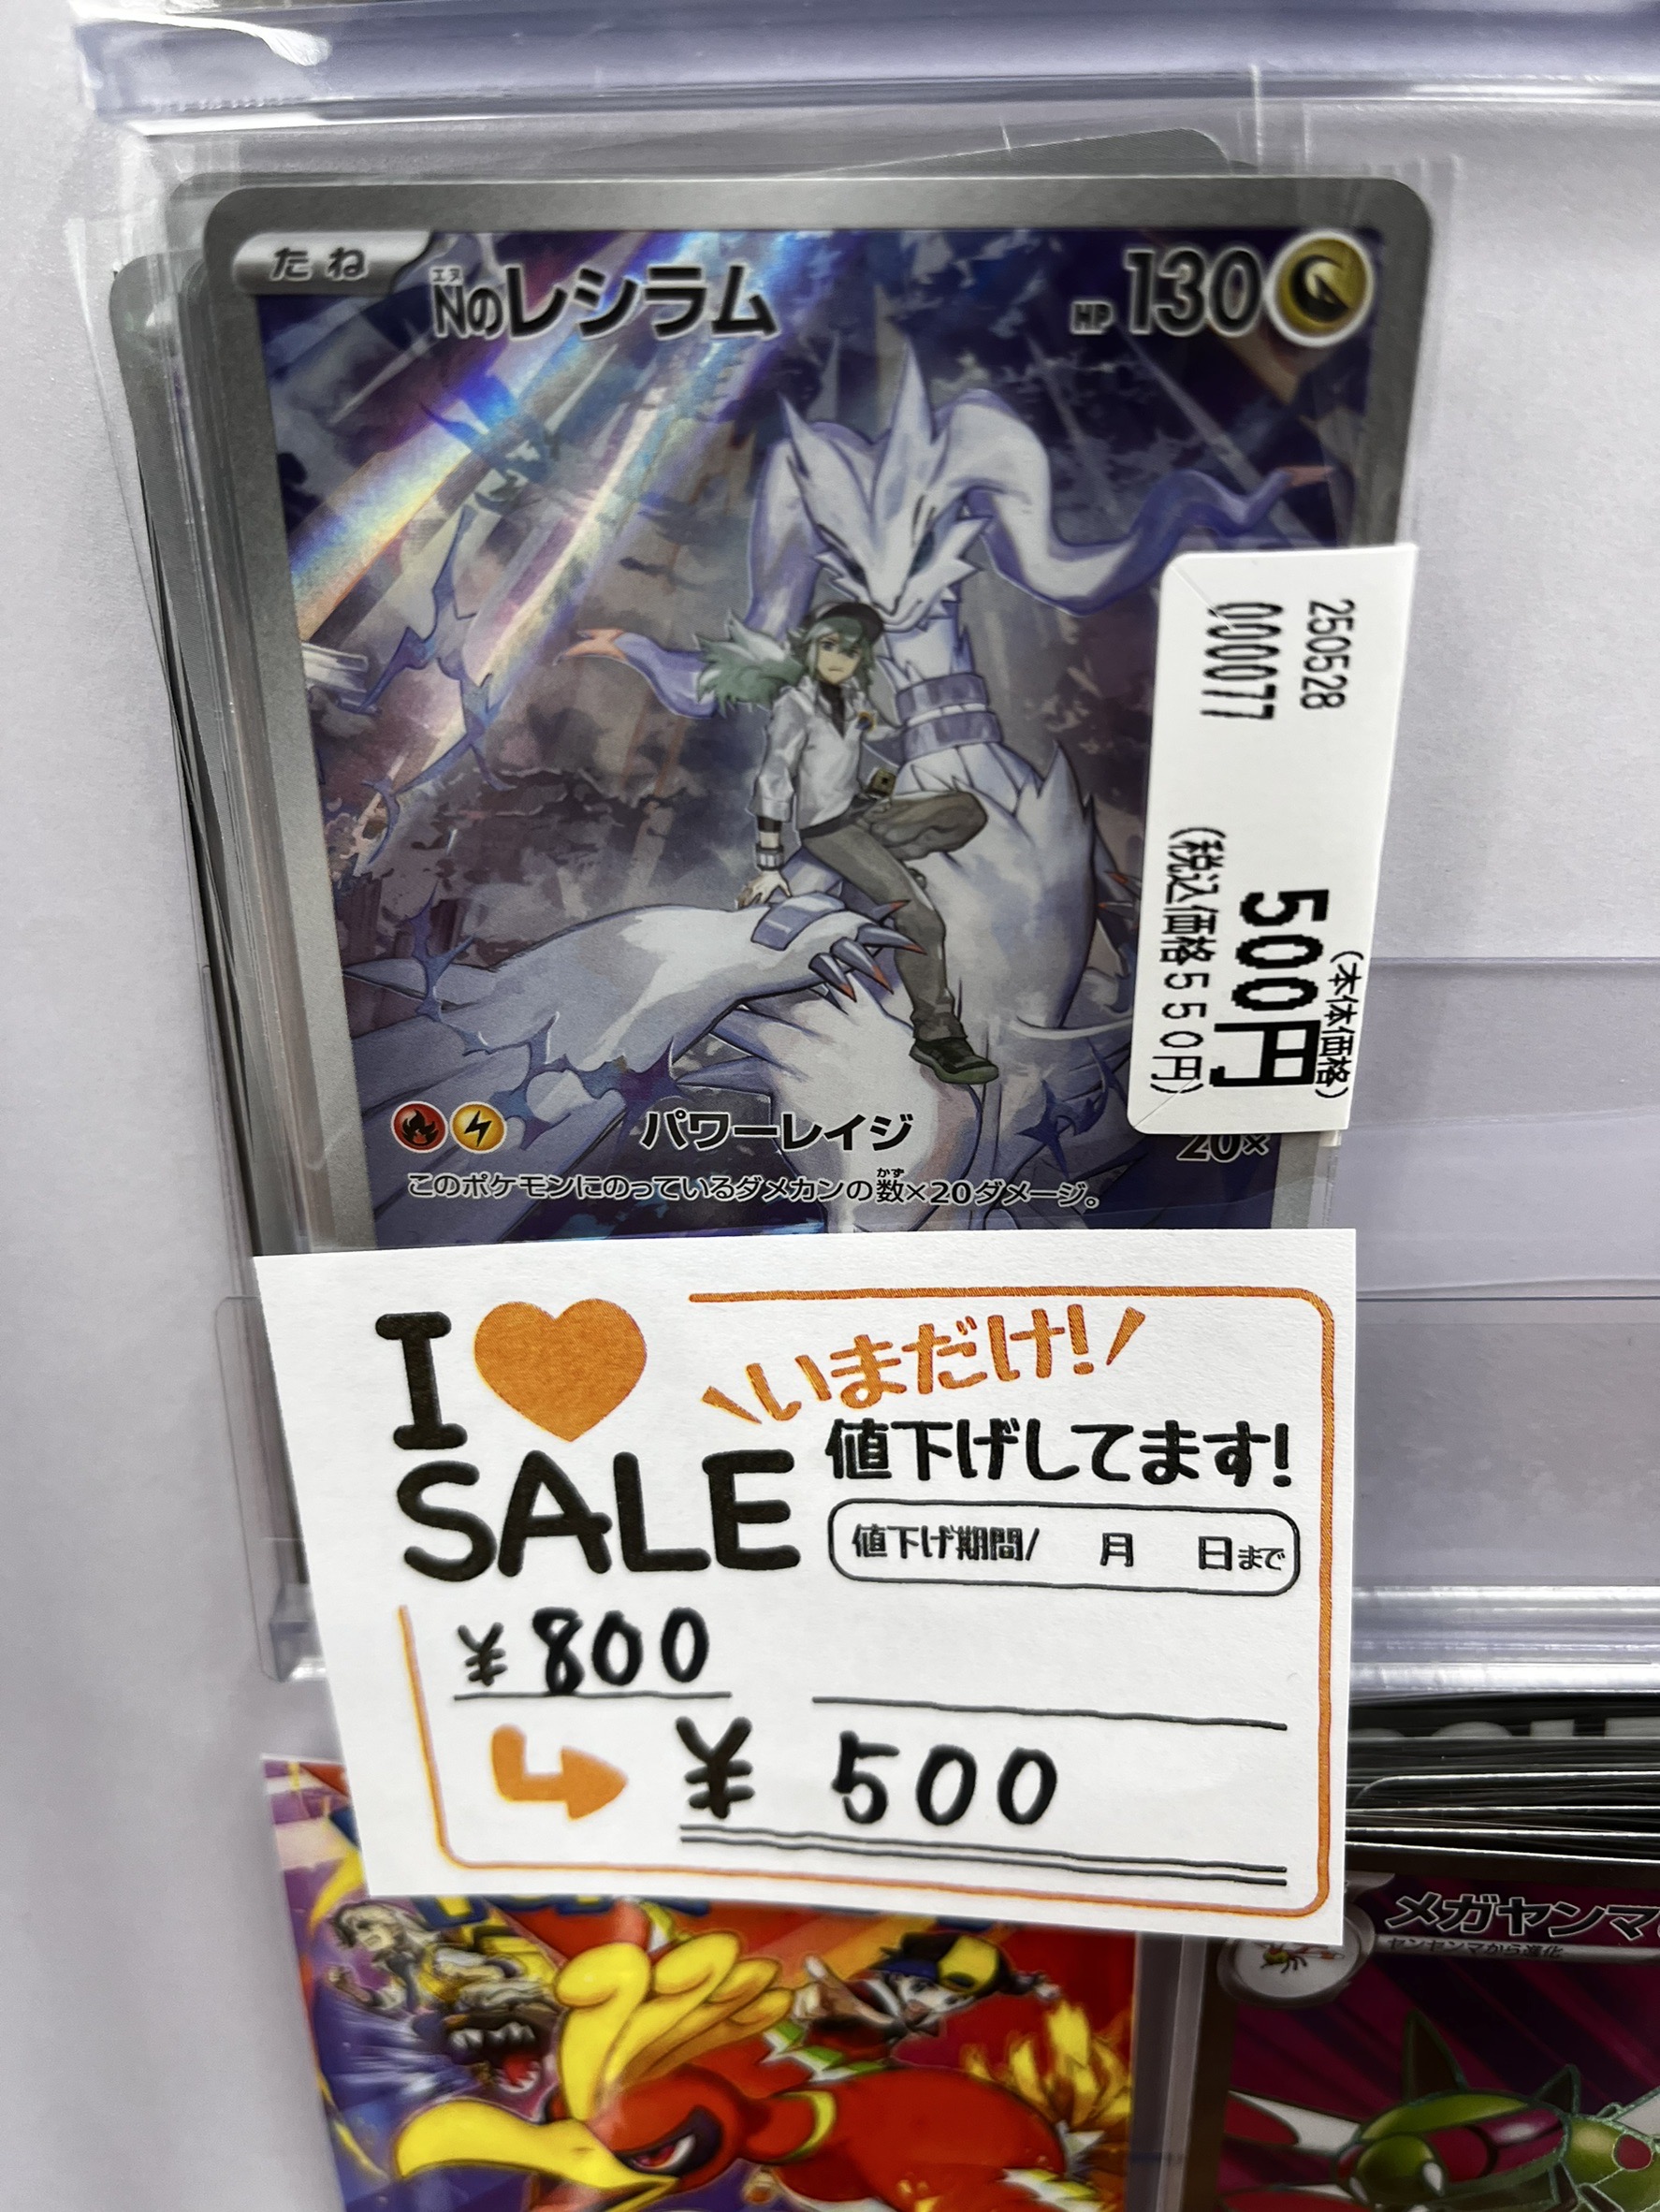 たね
エヌ
Nのレシラム
HP 130
250528
000077
(本体価格)
500円
(税込価格550円)
パワーレイジ
20×
かず
このポケモンにのっているダメカンの数×20ダメージ。
I
SALE
いまだけ!
値下げしてます!
値下げ期間/ 月 日まで
¥800
¥ 500
メガヤンマ
ヤンヤンマから進化